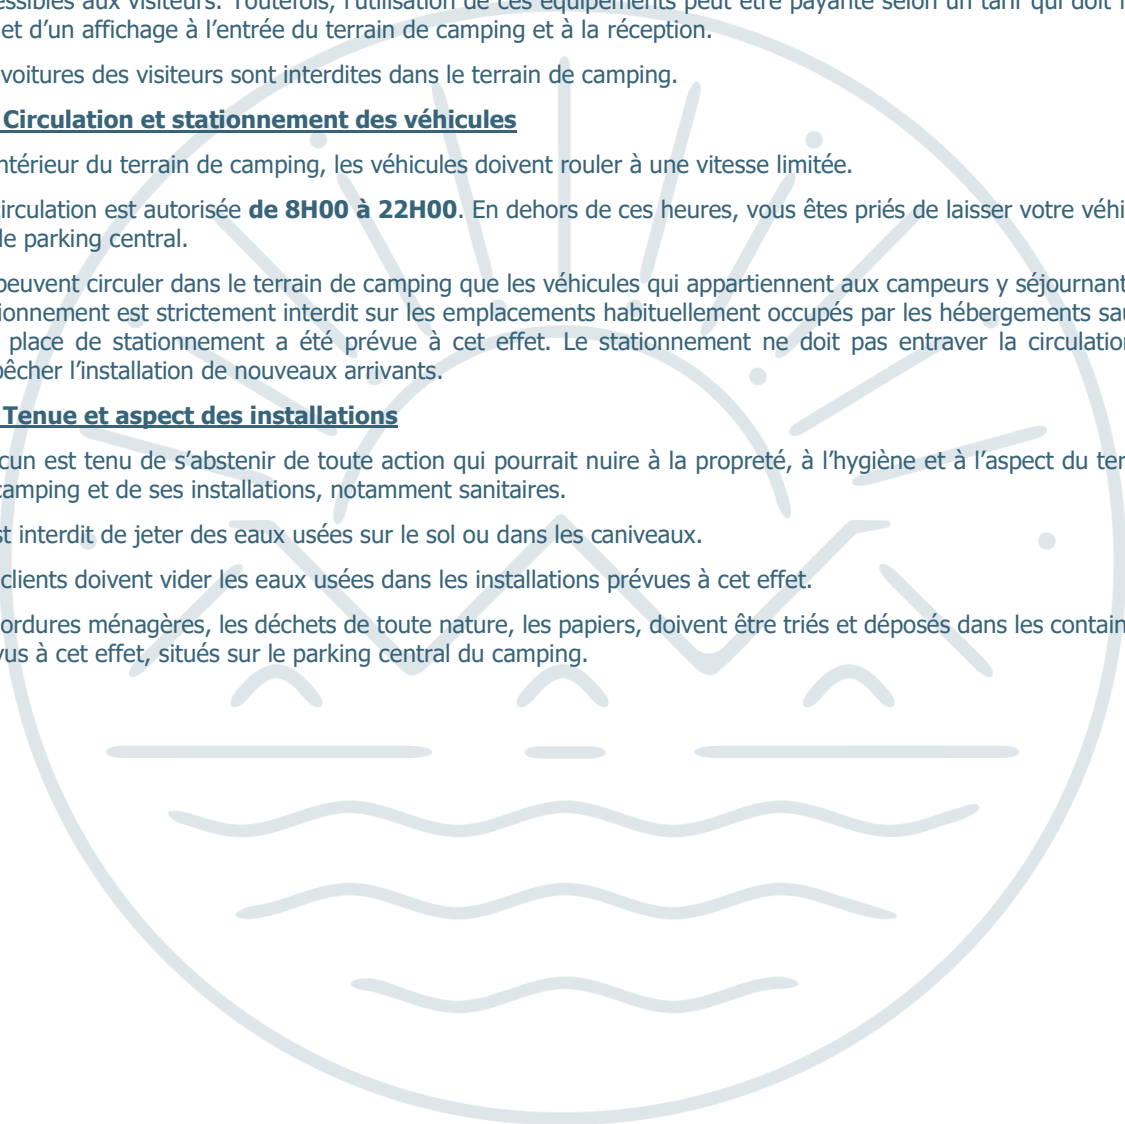 essibles aux visiteurs. Toutefois, l'utilisation de ces équipements peut être payante selon un tarif qui doit
et d'un affichage à l'entrée du terrain de camping et à la réception.
voitures des visiteurs sont interdites dans le terrain de camping.
Circulation et stationnement des véhicules
ntérieur du terrain de camping, les véhicules doivent rouler à une vitesse limitée.
irculation est autorisée de 8H00 à 22H00. En dehors de ces heures, vous êtes priés de laisser votre véhi
le parking central.
peuvent circuler dans le terrain de camping que les véhicules qui appartiennent aux campeurs y séjournant
ionnement est strictement interdit sur les emplacements habituellement occupés par les hébergements sau
place de stationnement a été prévue à cet effet. Le stationnement ne doit pas entraver la circulation
pêcher l'installation de nouveaux arrivants.
Tenue et aspect des installations
cun est tenu de s'abstenir de toute action qui pourrait nuire à la propreté, à l'hygiène et à l'aspect du ter
camping et de ses installations, notamment sanitaires.
st interdit de jeter des eaux usées sur le sol ou dans les caniveaux.
clients doivent vider les eaux usées dans les installations prévues à cet effet.
ordures ménagères, les déchets de toute nature, les papiers, doivent être triés et déposés dans les contain
vus à cet effet, situés sur le parking central du camping.